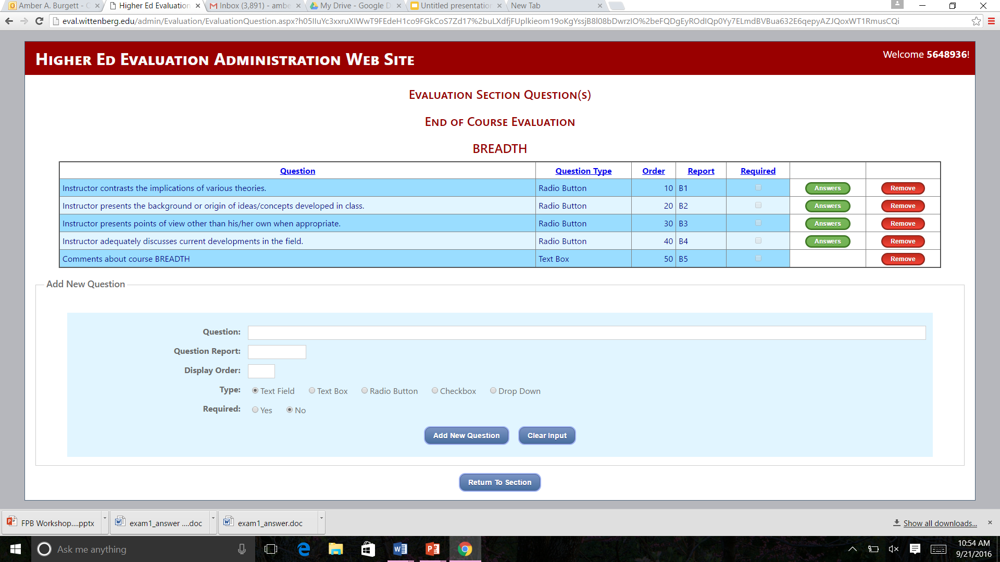 Amber A. Burgett - C
Higher Ed Evaluation
Inbox (3,891) - ambe
My Drive - Google D
Untitled presentation
New Tab
eval.wittenberg.edu/admin/Evaluation/EvaluationQuestion.aspx?h05IIuYc3xxruXIWwT9FEdeH1co9FGkCoS7Zd17%2buLXdfjFUplkieom19oKgYssjB8l08bDwrzIO%2beFQDgEyROdIQp0Yy7ELmdBVBua632E6qepyAZJQoxWT1RmusCQi
Higher Ed Evaluation Administration Web Site
Welcome 5648936!
Evaluation Section Question(s)
End of Course Evaluation
BREADTH
Question Question Type Order Report Required
Instructor contrasts the implications of various theories. Radio Button 10 B1 Answers Remove
Instructor presents the background or origin of ideas/concepts developed in class. Radio Button 20 B2 Answers Remove
Instructor presents points of view other than his/her own when appropriate. Radio Button 30 B3 Answers Remove
Instructor adequately discusses current developments in the field. Radio Button 40 B4 Answers Remove
Comments about course BREADTH Text Box 50 B5 Remove
Add New Question
Question:
Question Report:
Display Order:
Type: Text Field Text Box Radio Button Checkbox Drop Down
Required: Yes No
Add New Question Clear Input
Return To Section
FPB Workshop....pptx
exam1_answer ....doc
exam1_answer.doc
Show all downloads...
Ask me anything
10:54 AM
9/21/2016